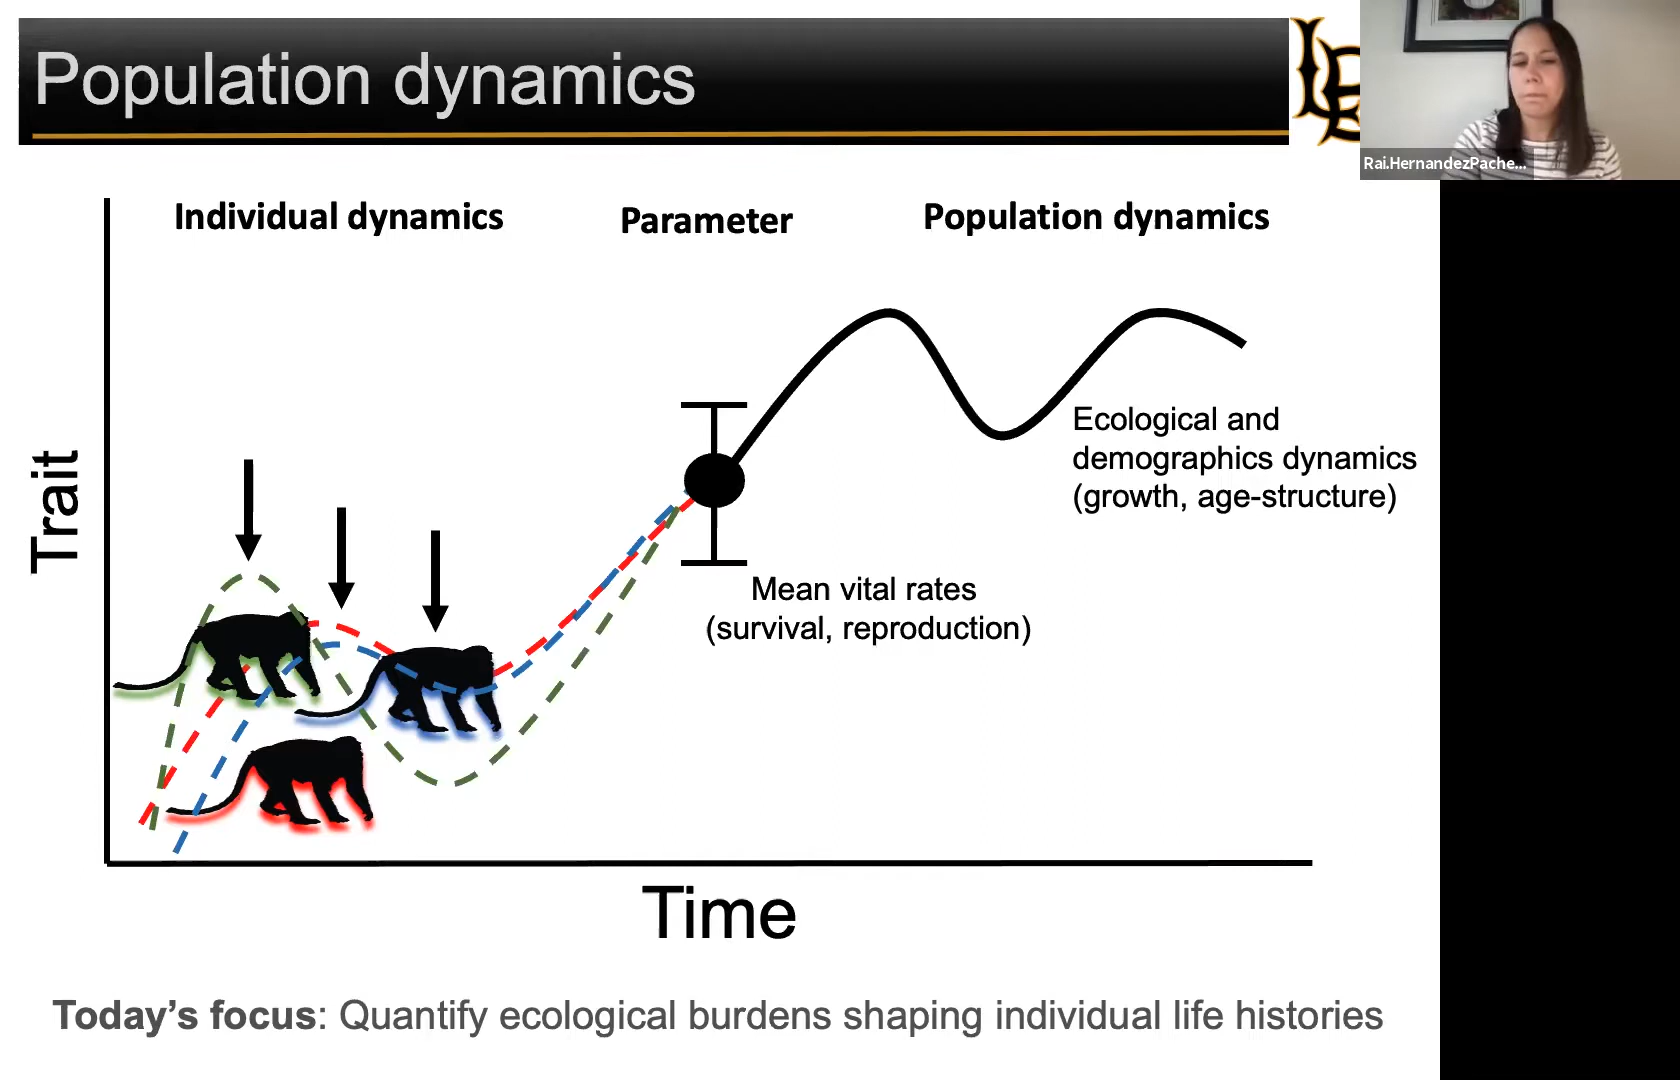 Population dynamics
LB
Rai.HernandezPache...
Individual dynamics
Parameter
Population dynamics
Trait
Ecological and
demographics dynamics
(growth, age-structure)
Mean vital rates
(survival, reproduction)
Time
Today’s focus: Quantify ecological burdens shaping individual life histories